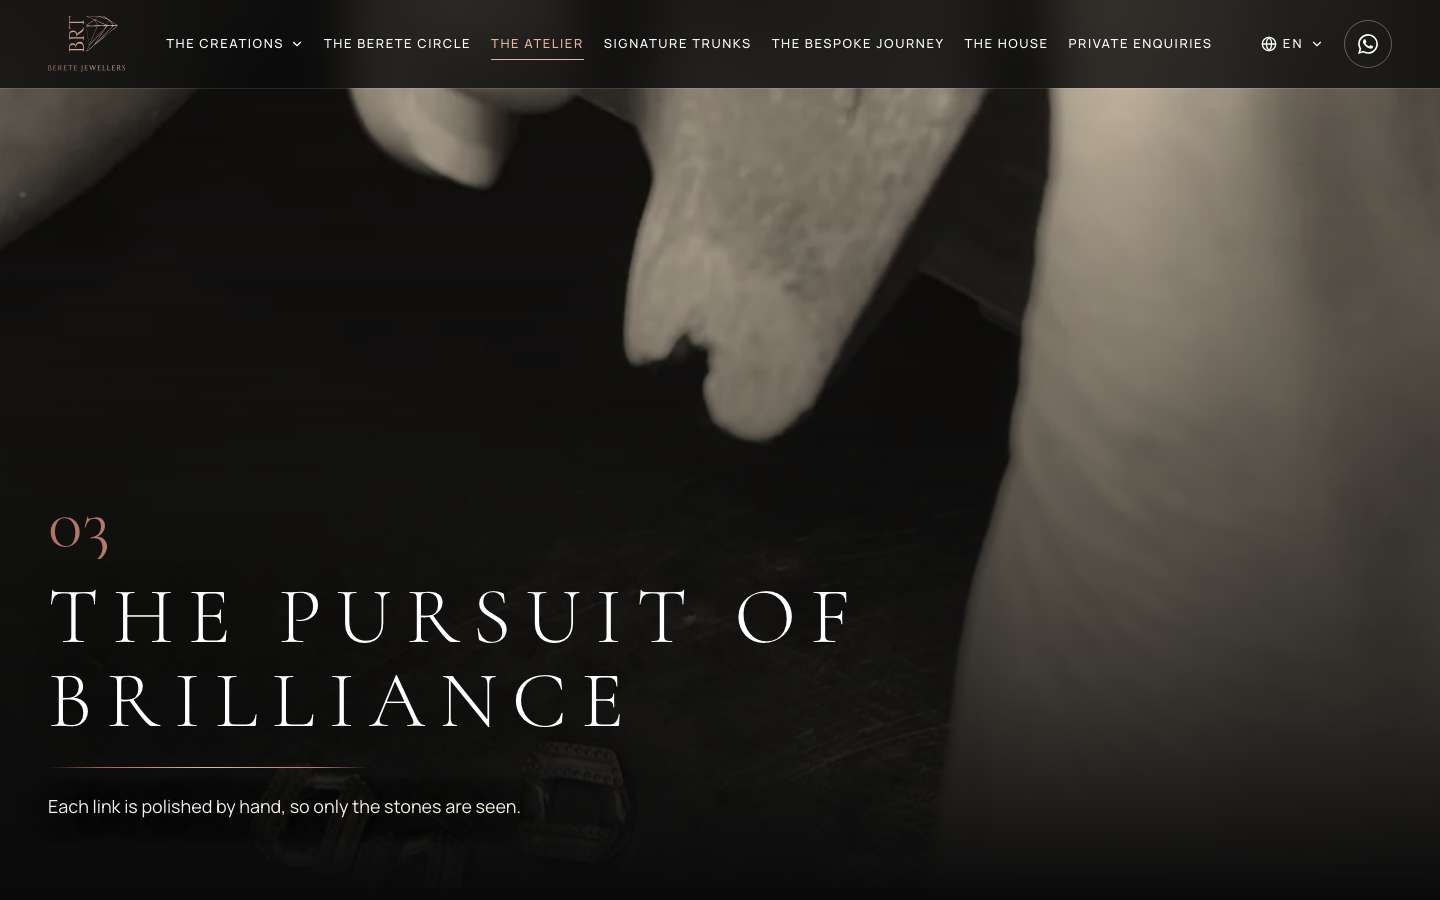 BRT
BERETE JEWELLERS
THE CREATIONS
THE BERETE CIRCLE
THE ATELIER
SIGNATURE TRUNKS
THE BESPOKE JOURNEY
THE HOUSE
PRIVATE ENQUIRIES
EN
03
THE PURSUIT OF
BRILLIANCE
Each link is polished by hand, so only the stones are seen.